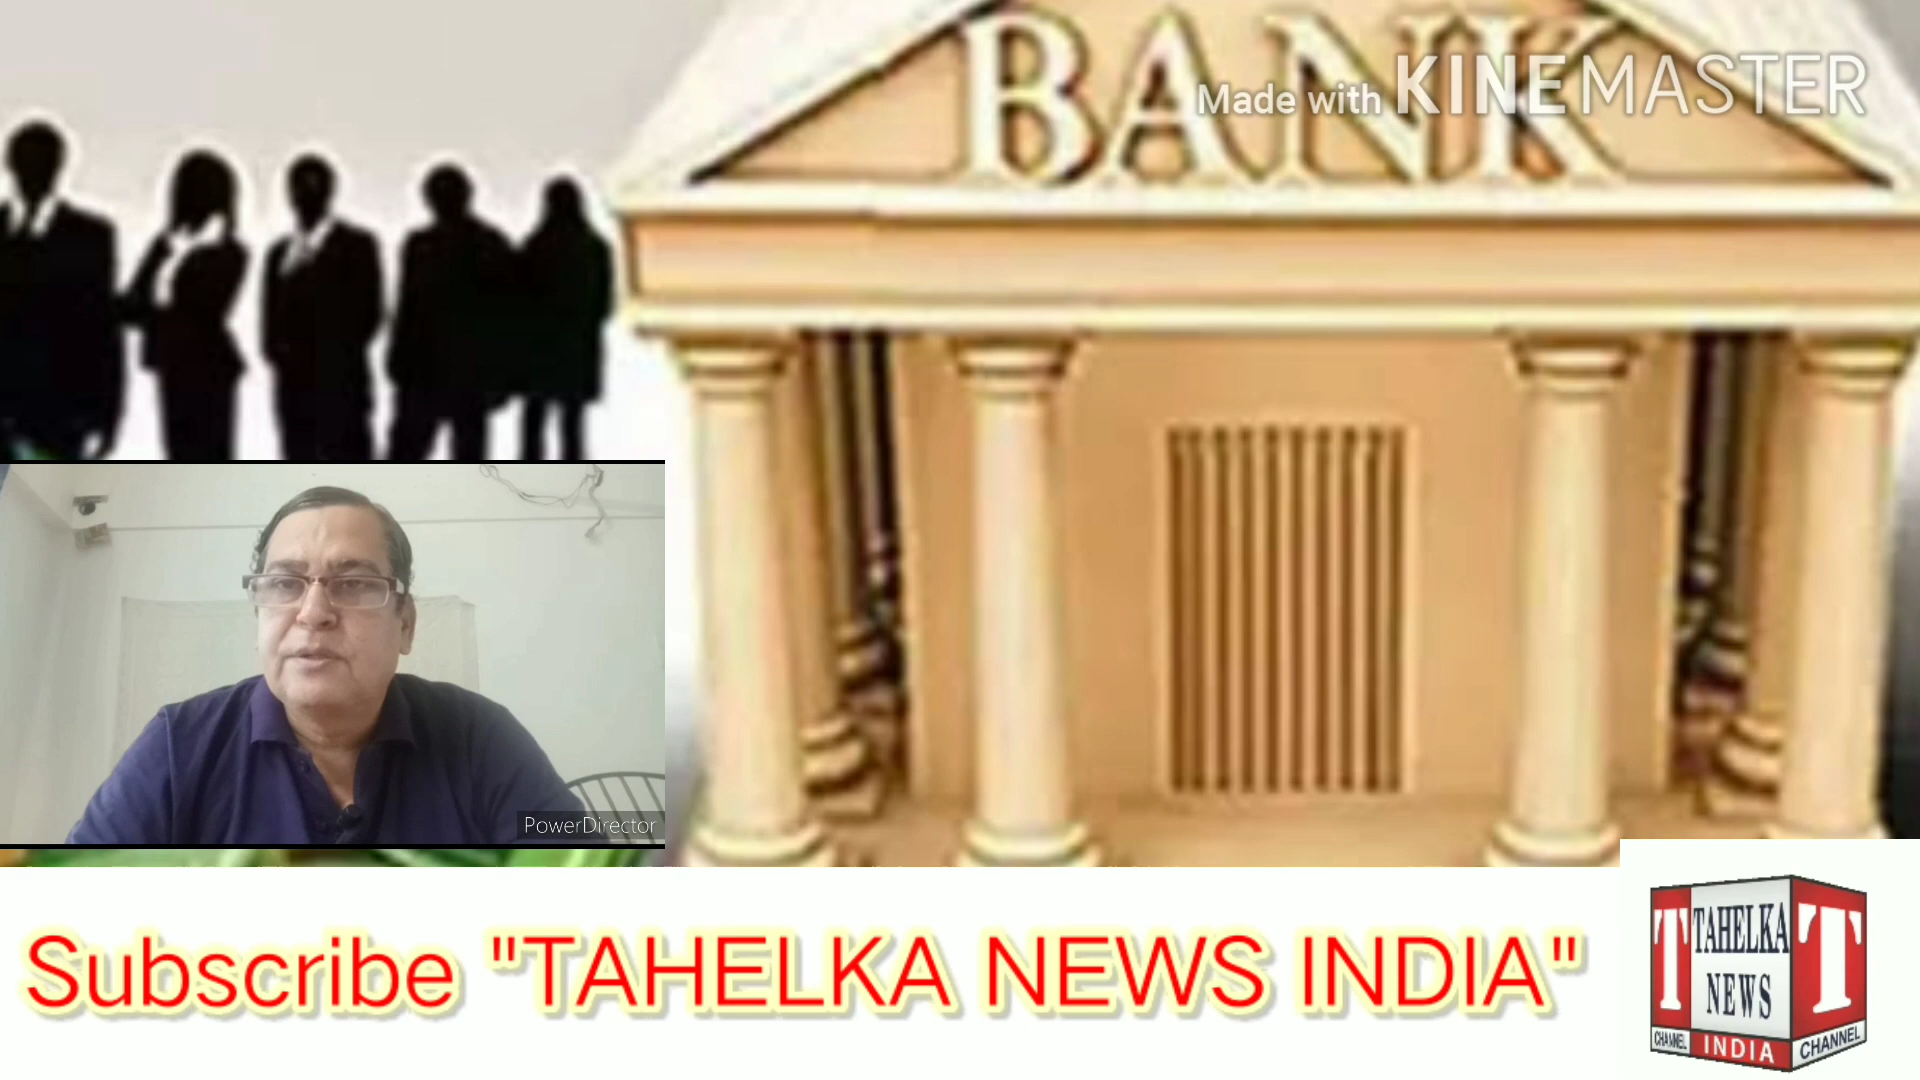 BANK
Made with KINEMASTER
PowerDirector
Subscribe "TAHELKA NEWS INDIA"
T
TAHELKA
NEWS
T
CHANNEL
INDIA
CHANNEL